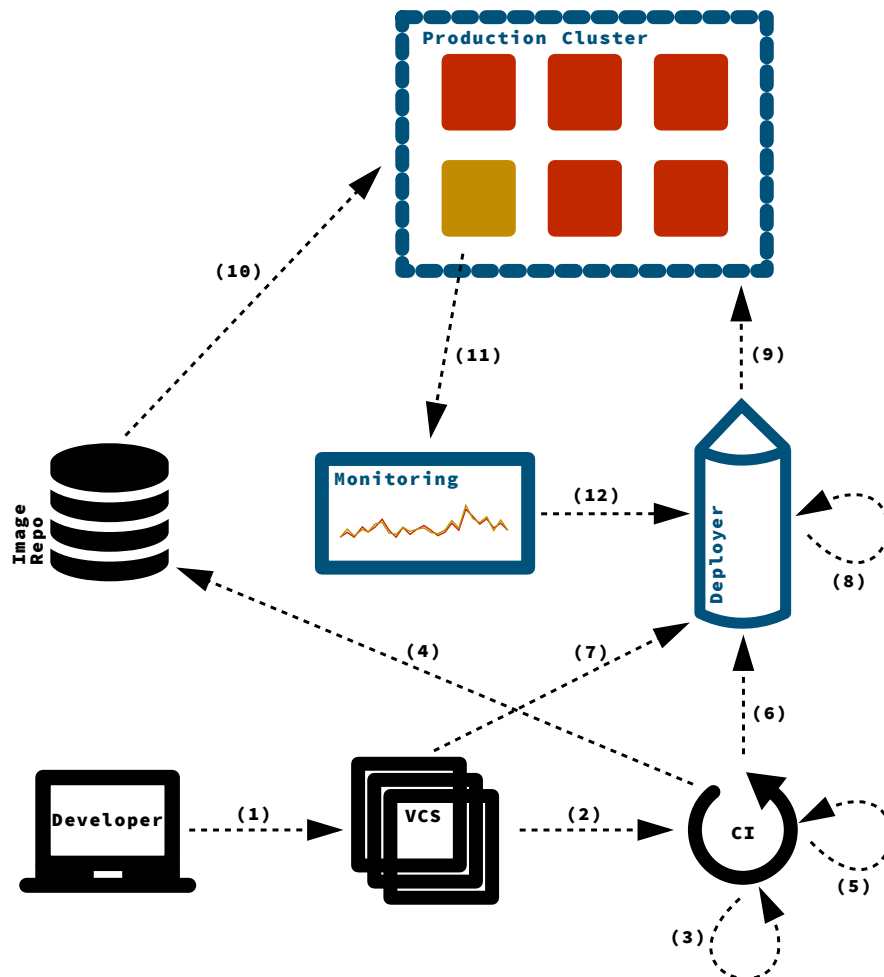 Production Cluster
(10)
(11)
(9)
Monitoring
(12)
Image
Repo
Deployer
(8)
(4)
(7)
(6)
Developer
(1)
VCS
(2)
CI
(5)
(3)